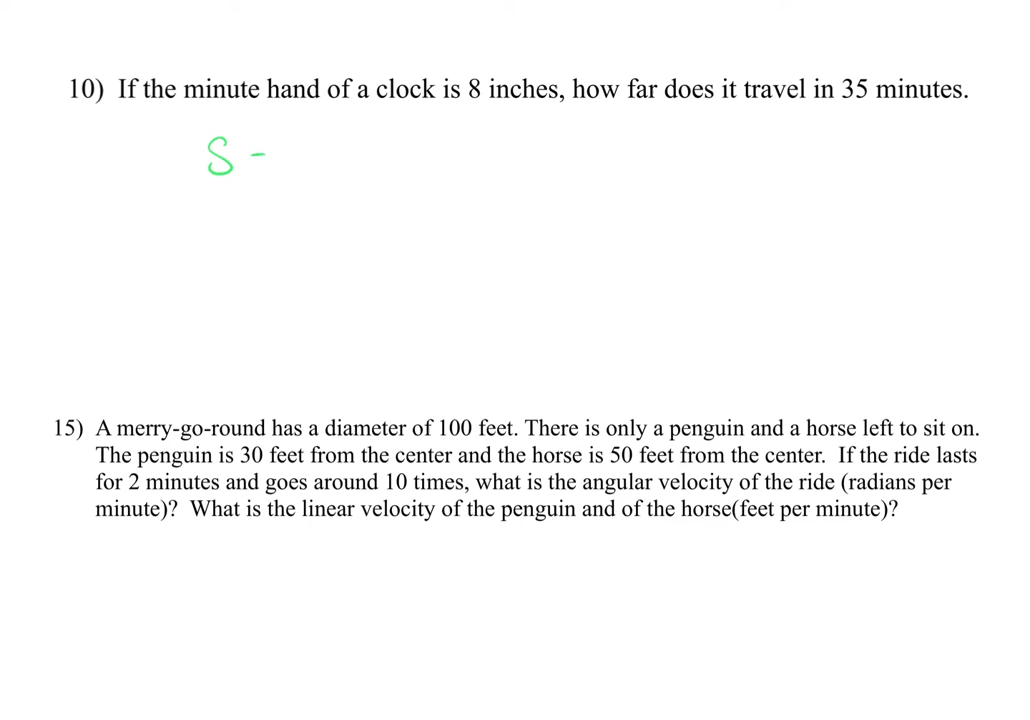 10) If the minute hand of a clock is 8 inches, how far does it travel in 35 minutes.
S -
15) A merry-go-round has a diameter of 100 feet. There is only a penguin and a horse left to sit on.
The penguin is 30 feet from the center and the horse is 50 feet from the center. If the ride lasts
for 2 minutes and goes around 10 times, what is the angular velocity of the ride (radians per
minute)? What is the linear velocity of the penguin and of the horse(feet per minute)?